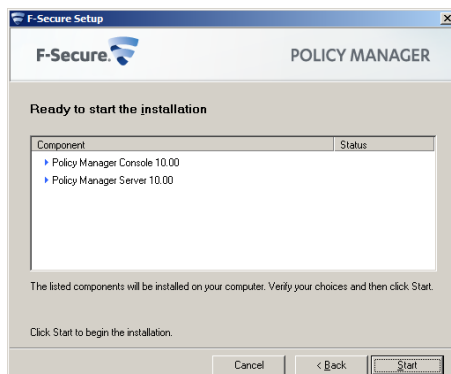 F-Secure Setup
F-Secure.
POLICY MANAGER
Ready to start the installation
Component Status
Policy Manager Console 10.00
Policy Manager Server 10.00
The listed components will be installed on your computer. Verify your choices and then click Start.
Click Start to begin the installation.
Cancel < Back Start